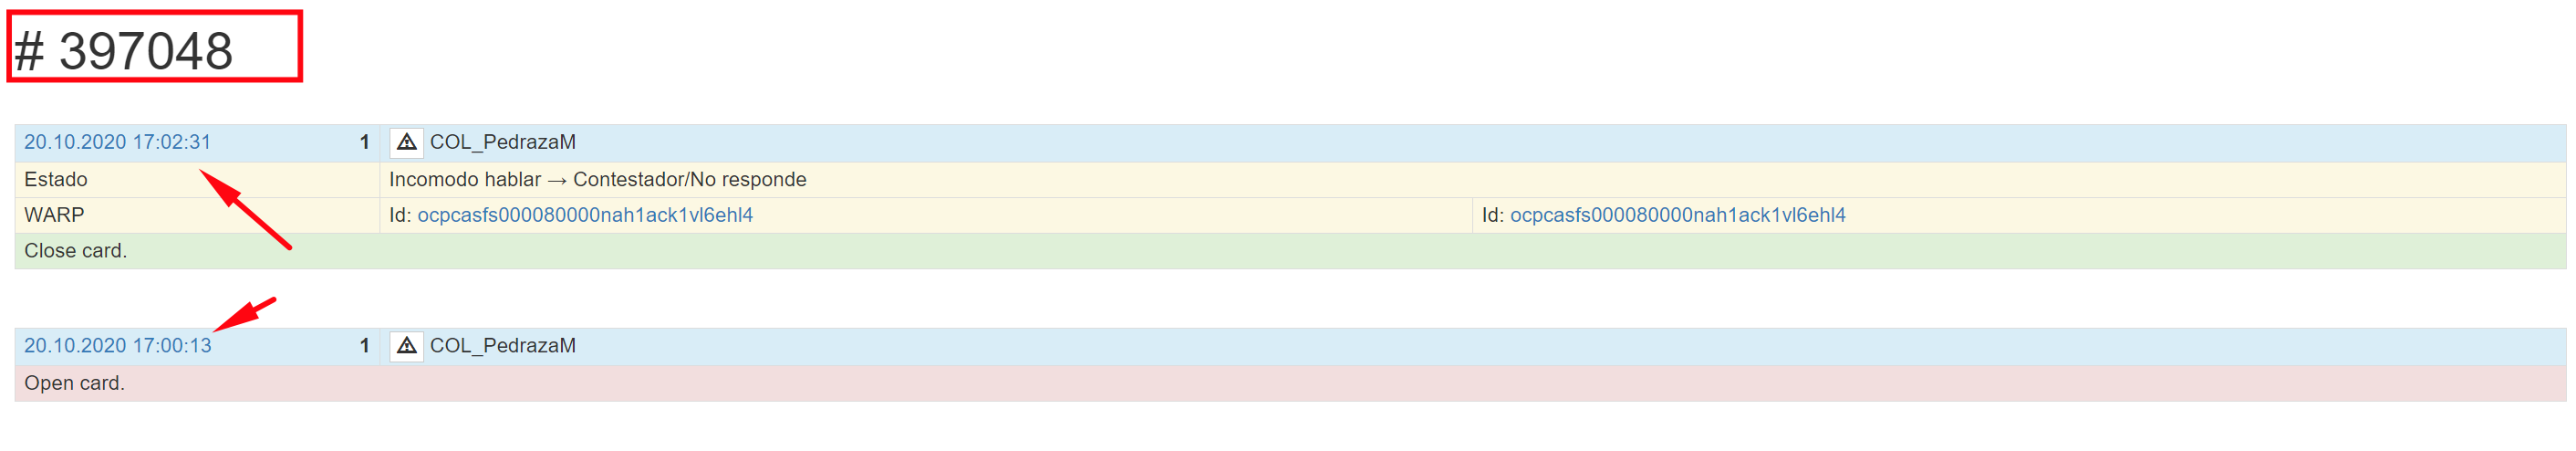 # 397048
20.10.2020 17:02:31 1 COL_PedrazaM
Estado Incomodo hablar → Contestador/No responde
WARP Id: ocpcasfs000080000nah1ack1vl6ehl4 Id: ocpcasfs000080000nah1ack1vl6ehl4
Close card.
20.10.2020 17:00:13 1 COL_PedrazaM
Open card.